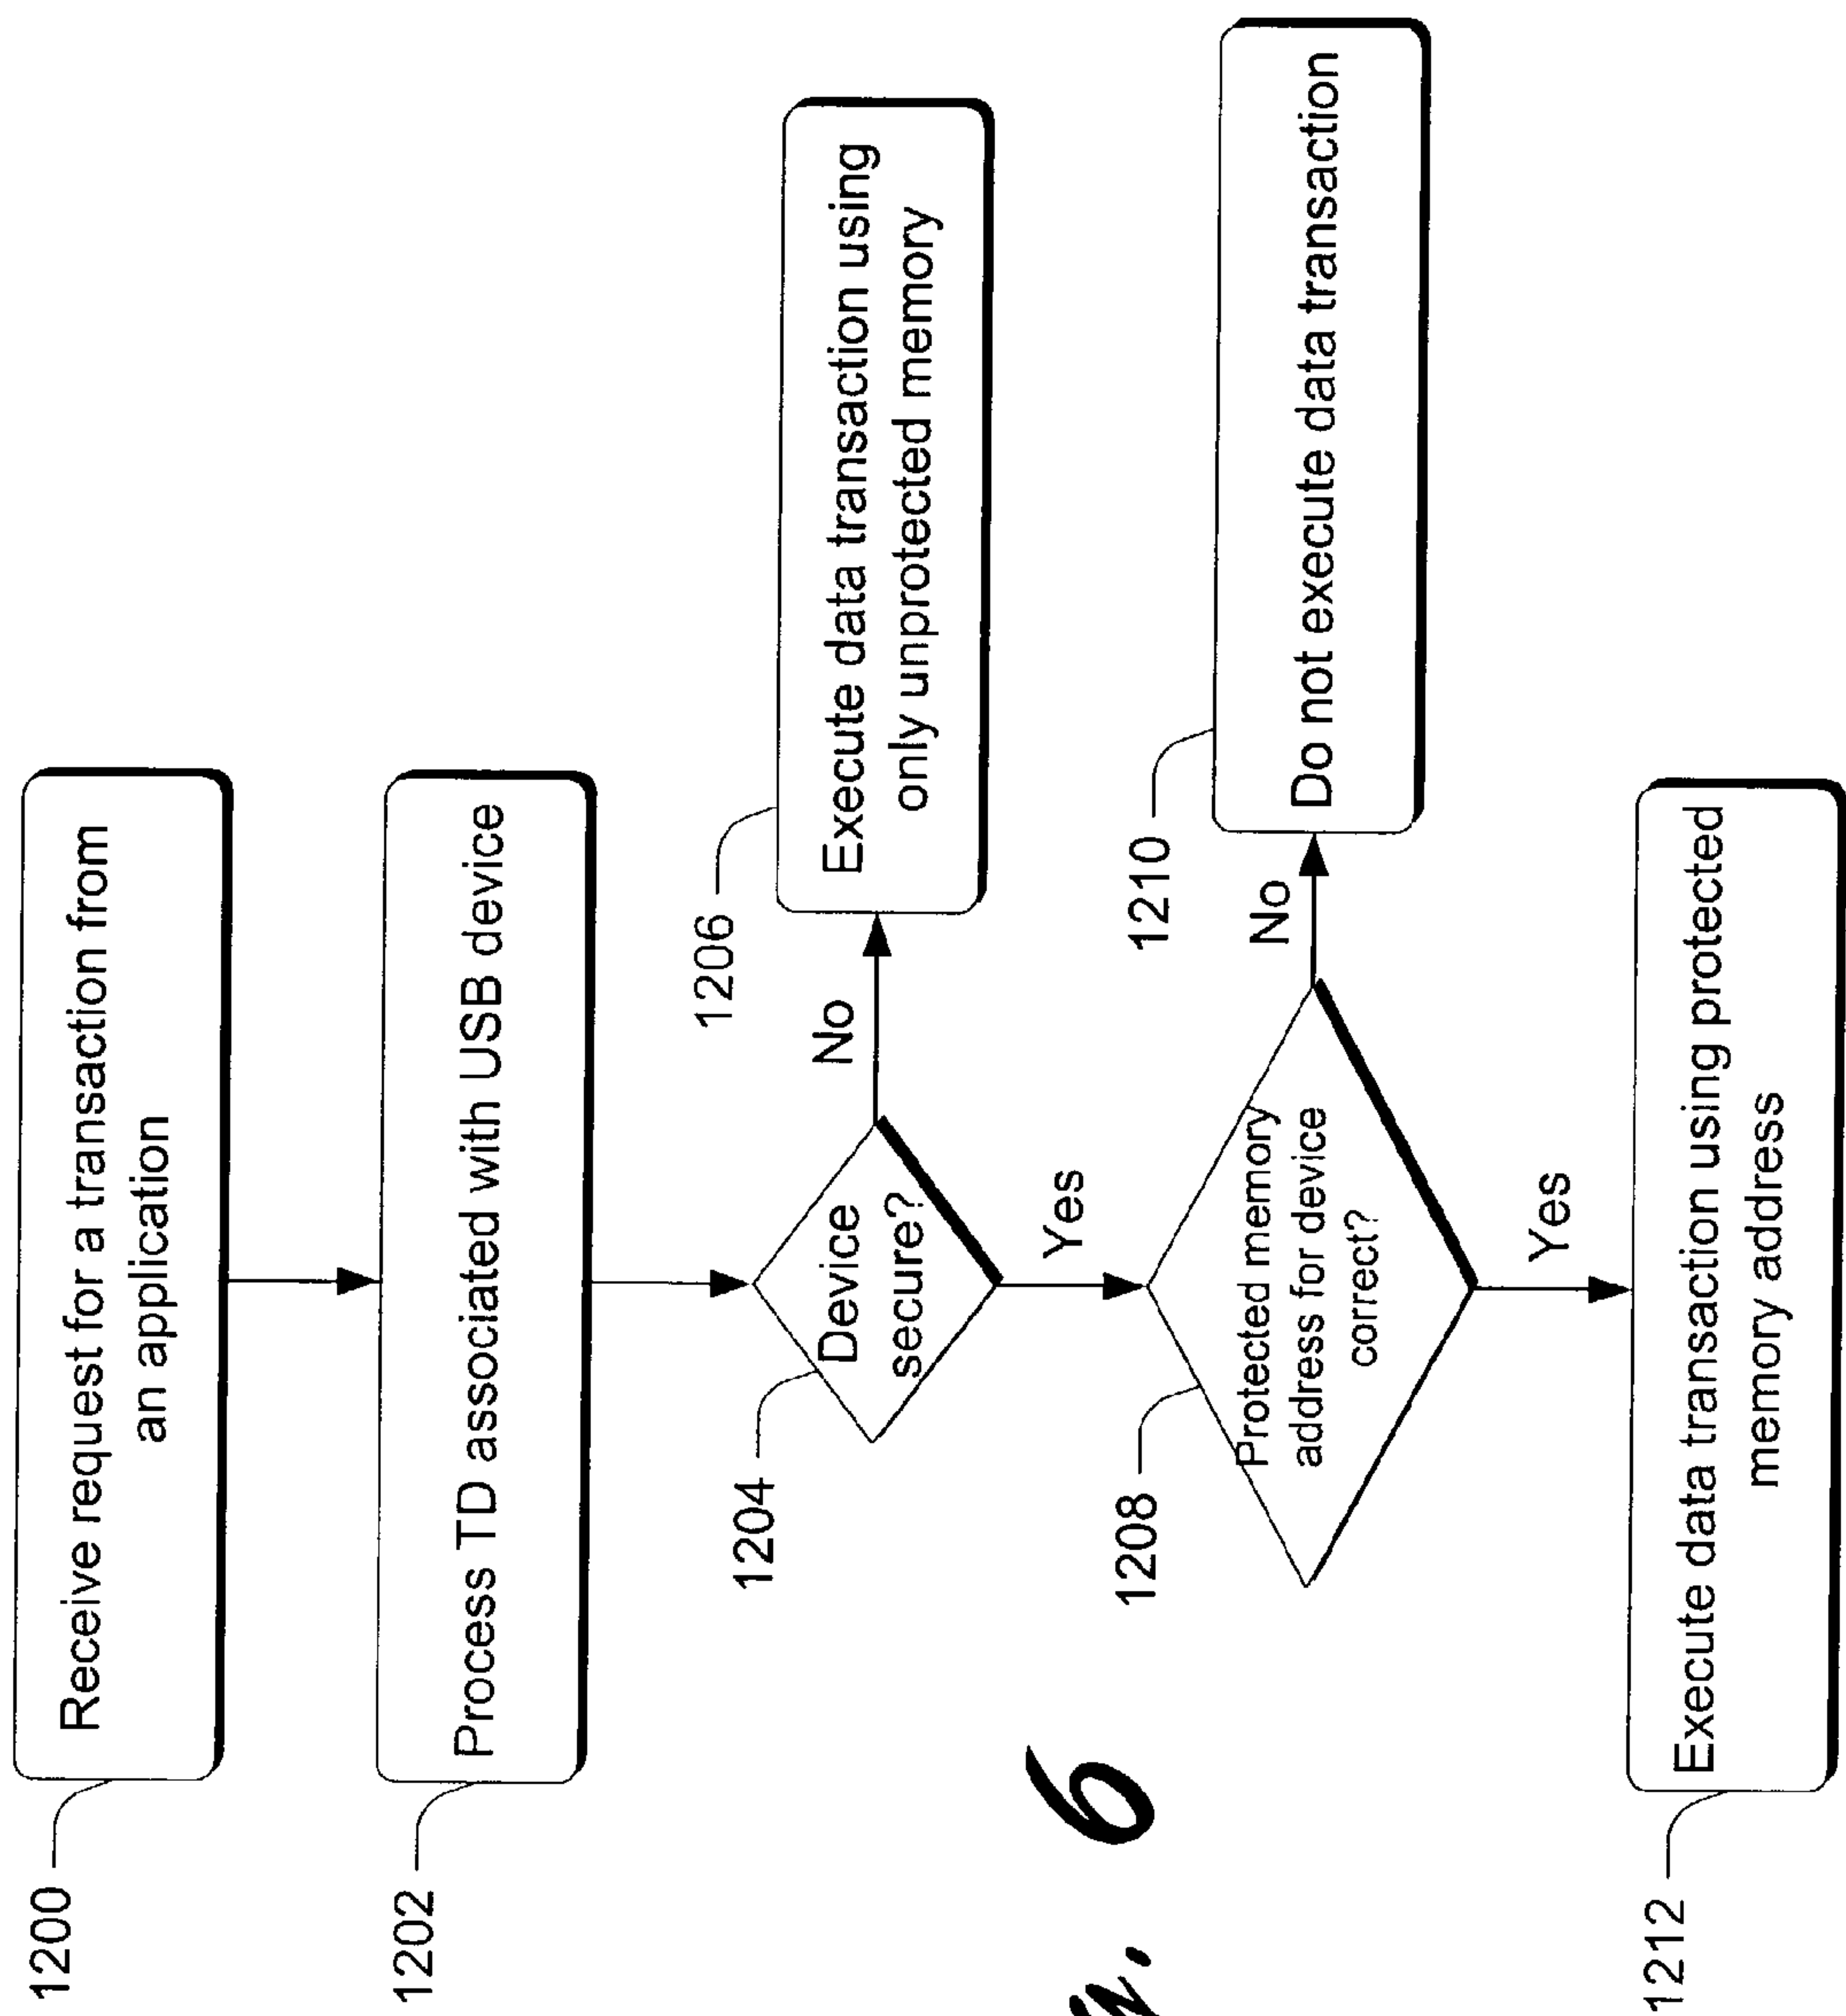 1200
Receive request for a transaction from
an application
1202
Process TD associated with USB device
1204
Device
secure?
No
1206
Execute data transaction using
only unprotected memory
Yes
1208
Protected memory
address for device
correct?
No
1210
Do not execute data transaction
Yes
1212
Execute data transaction using protected
memory address
6